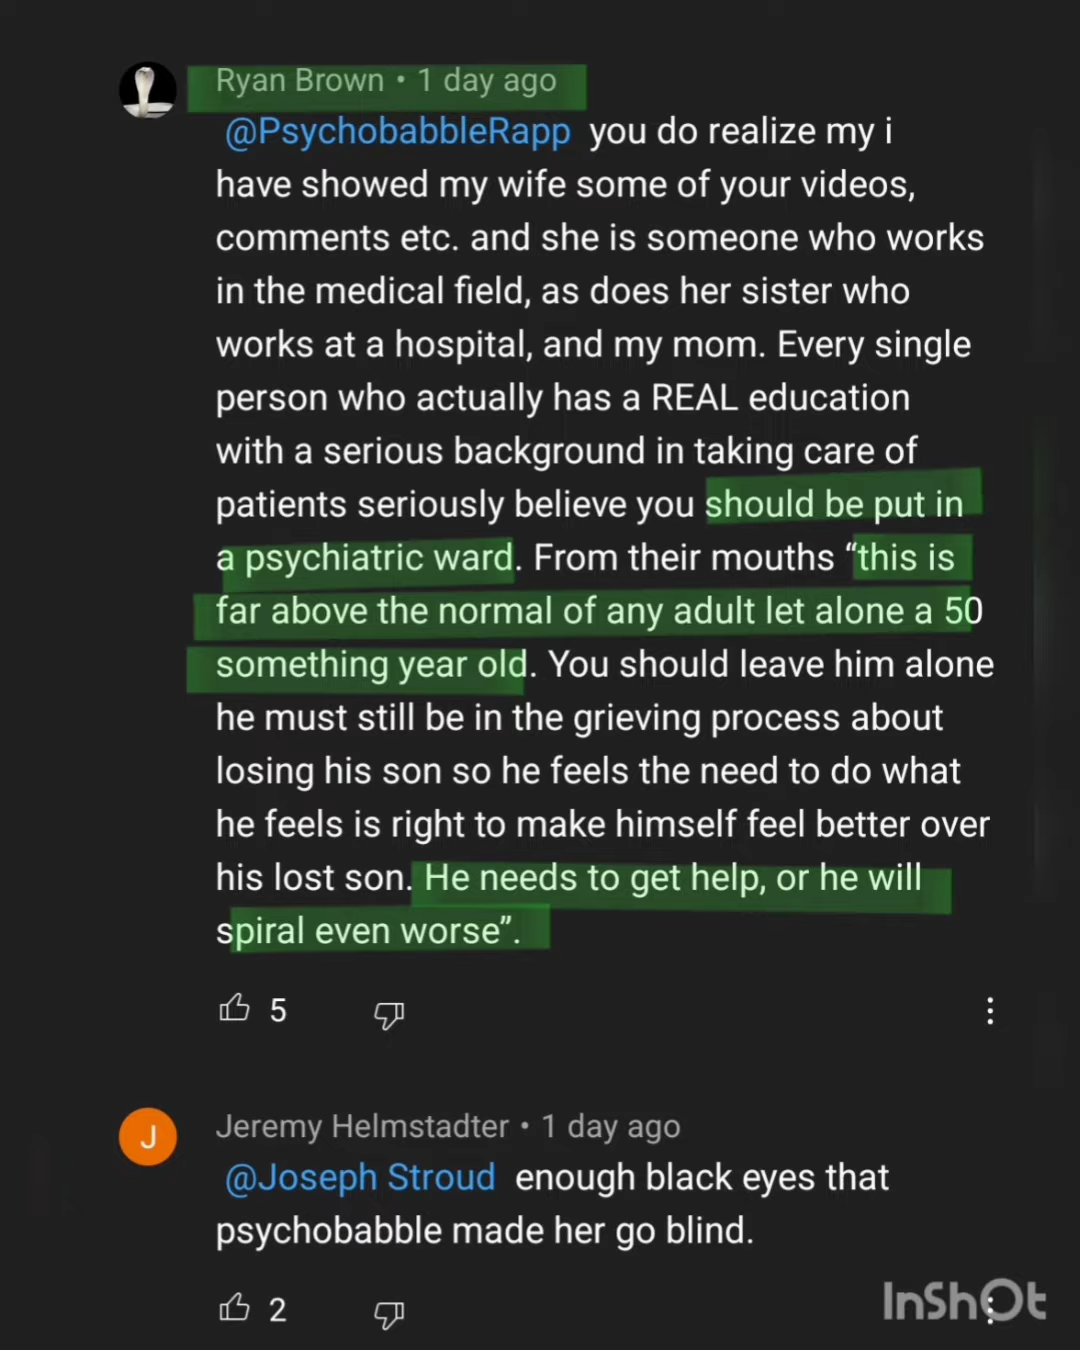 Ryan Brown • 1 day ago
@PsychobabbleRapp you do realize my i
have showed my wife some of your videos,
comments etc. and she is someone who works
in the medical field, as does her sister who
works at a hospital, and my mom. Every single
person who actually has a REAL education
with a serious background in taking care of
patients seriously believe you should be put in
a psychiatric ward. From their mouths “this is
far above the normal of any adult let alone a 50
something year old. You should leave him alone
he must still be in the grieving process about
losing his son so he feels the need to do what
he feels is right to make himself feel better over
his lost son. He needs to get help, or he will
spiral even worse”.
5
J
Jeremy Helmstadter • 1 day ago
@Joseph Stroud enough black eyes that
psychobabble made her go blind.
2
InShOt